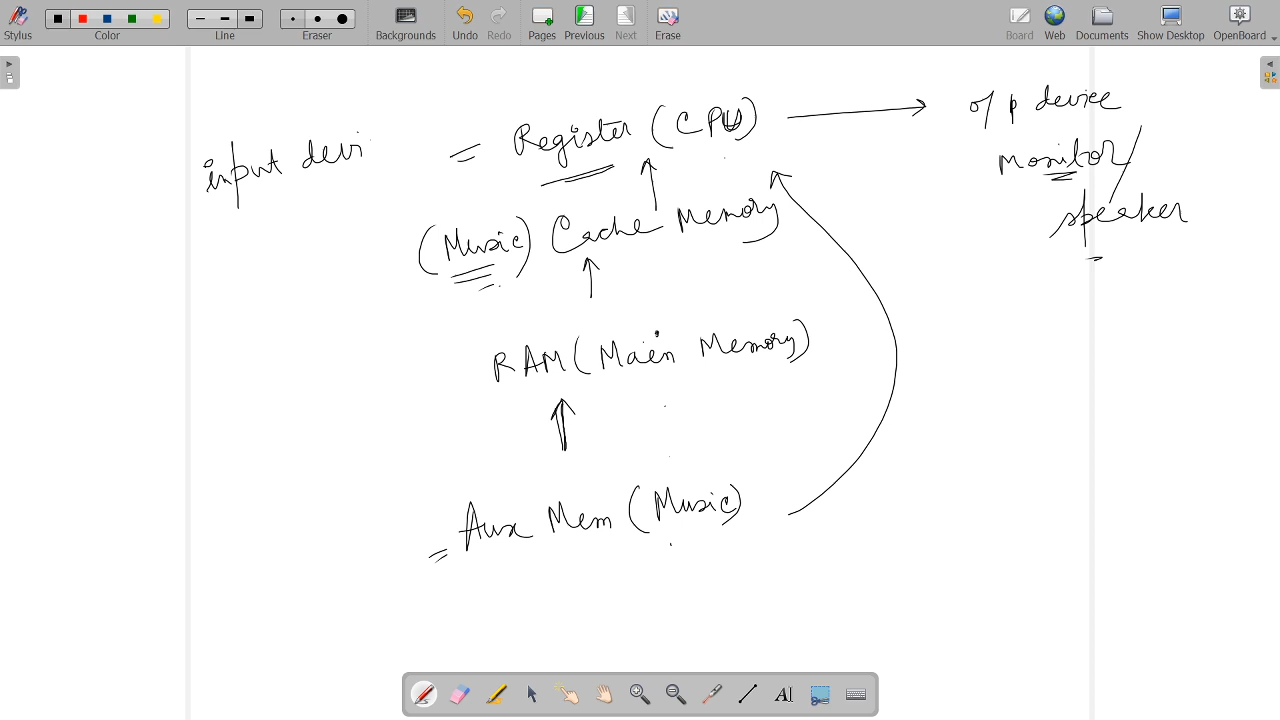 Stylus Color Line Eraser Backgrounds Undo Redo Pages Previous Next Erase Board Web Documents Show Desktop OpenBoard
input devi = Register (CPU) → o/p device
Monitor/
speaker
(Music) Cache Memory
RAM (Main Memory)
= Aux Mem (Music)